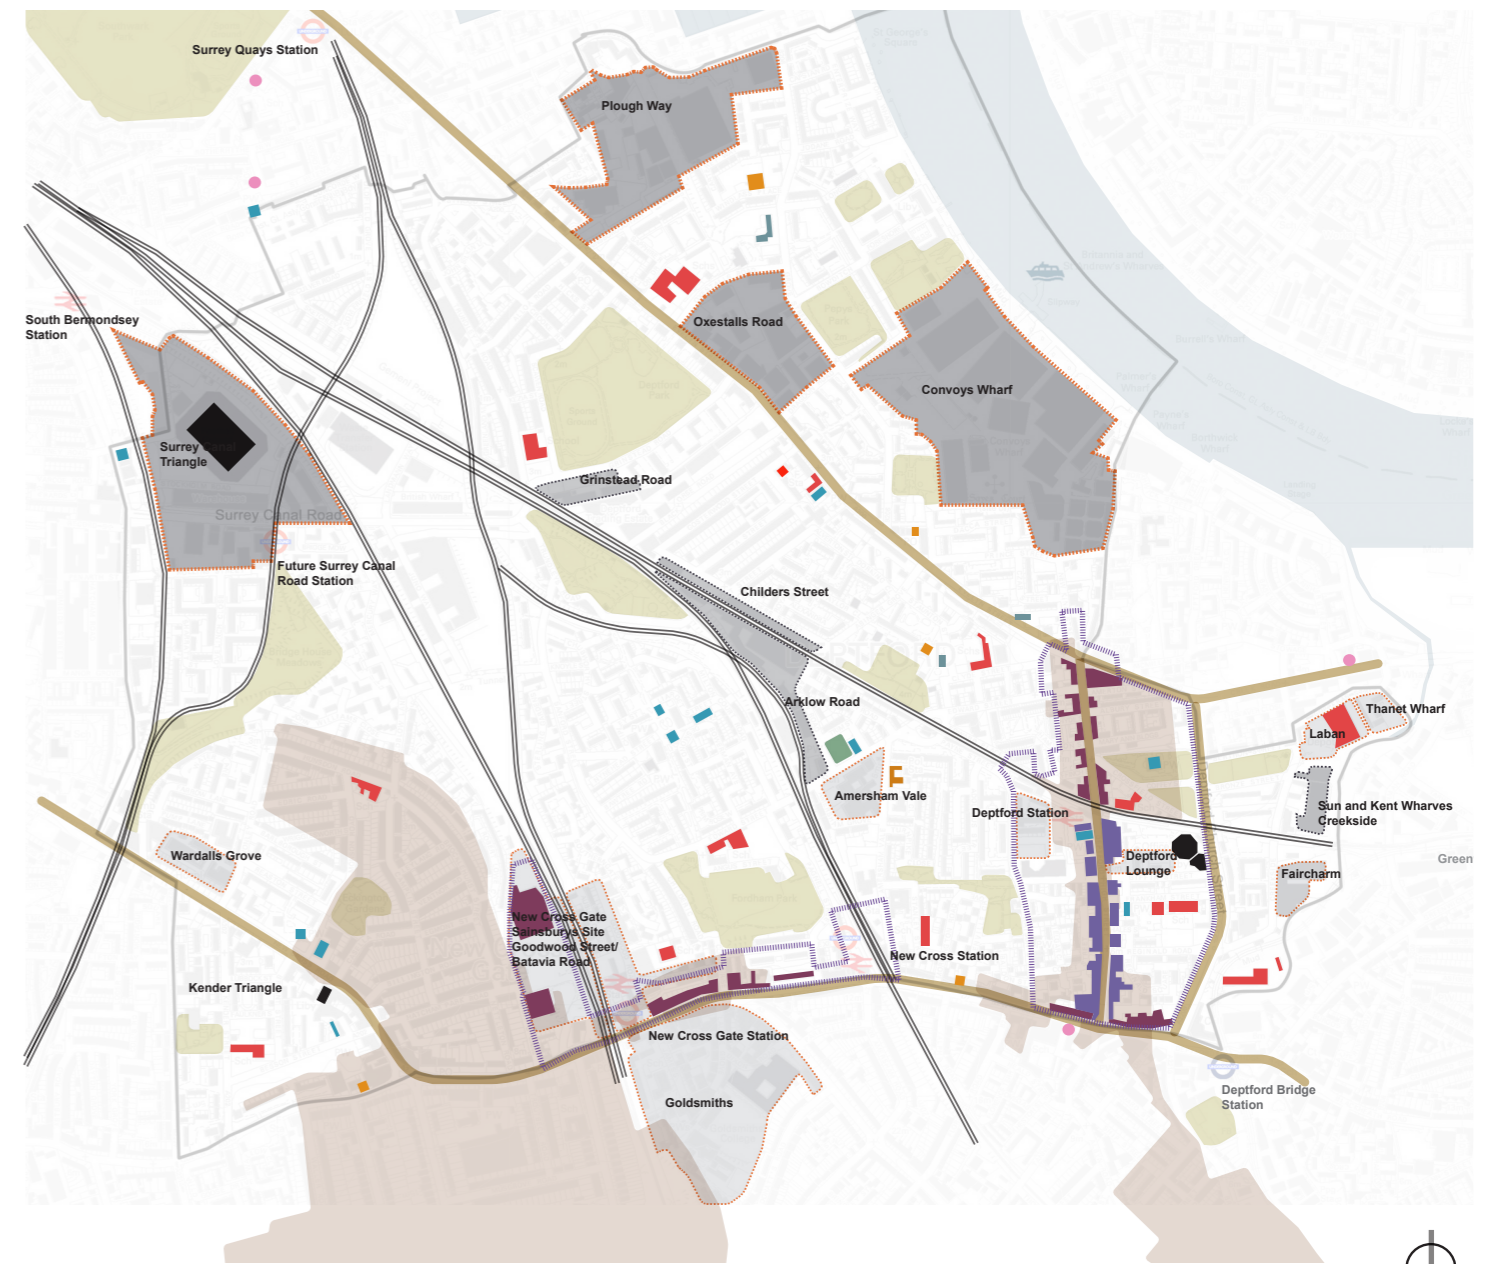 Surrey Quays Station
Plough Way
South Bermondsey
Station
Oxestalls Road
Convoys Wharf
Surrey Canal
Triangle
Grinstead Road
Surrey Canal Road
Future Surrey Canal
Road Station
Childers Street
Arklow Road
Thanet Wharf
Laban
Amersham Vale
Deptford Station
Sun and Kent Wharves
Creekside
Wardalls Grove
Deptford
Lounge
Green
Faircharm
New Cross Gate
Sainsburys Site
Goodwood Street/
Batavia Road
New Cross Station
Kender Triangle
New Cross Gate Station
Deptford Bridge
Station
Goldsmiths